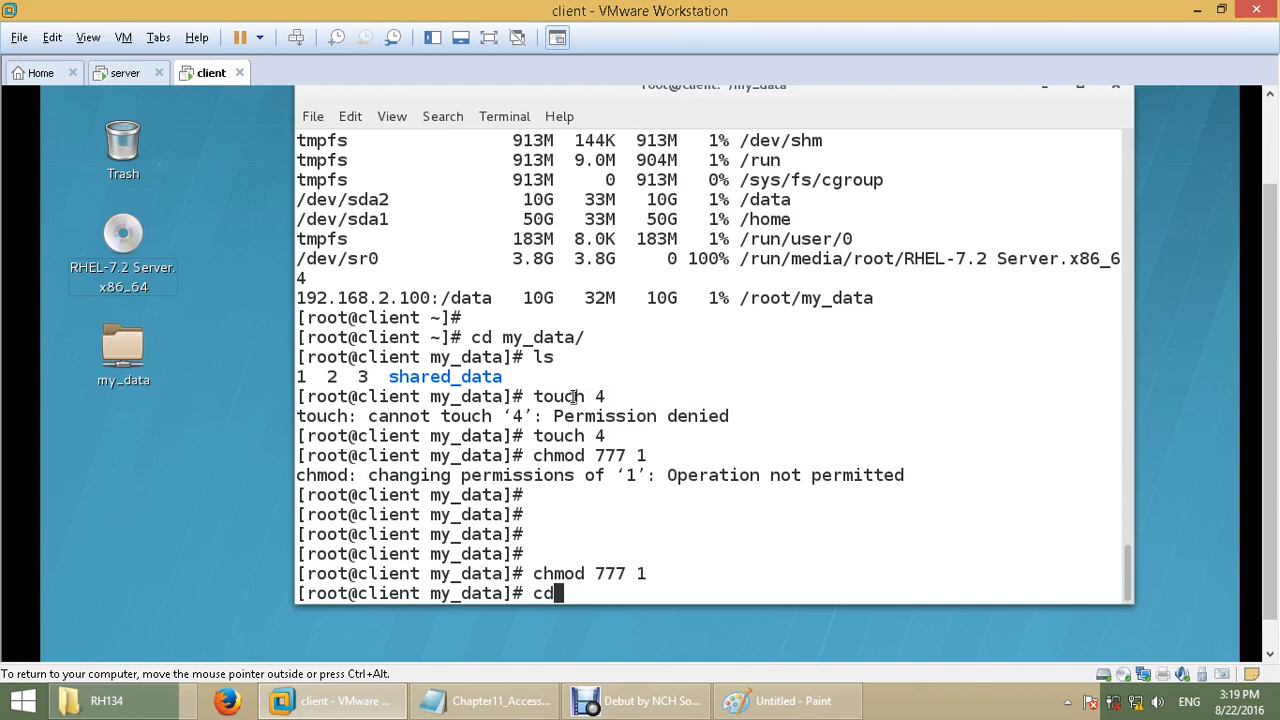 client - VMware Workstation
File Edit View VM Tabs Help
Home server client
File Edit View Search Terminal Help
tmpfs 913M 144K 913M 1% /dev/shm
tmpfs 913M 9.0M 904M 1% /run
tmpfs 913M 0 913M 0% /sys/fs/cgroup
/dev/sda2 10G 33M 10G 1% /data
/dev/sda1 50G 33M 50G 1% /home
tmpfs 183M 8.0K 183M 1% /run/user/0
/dev/sr0 3.8G 3.8G 0 100% /run/media/root/RHEL-7.2 Server.x86_6
4
192.168.2.100:/data 10G 32M 10G 1% /root/my_data
[root@client ~]#
[root@client ~]# cd my_data/
[root@client my_data]# ls
1 2 3 shared_data
[root@client my_data]# touch 4
touch: cannot touch ‘4’: Permission denied
[root@client my_data]# touch 4
[root@client my_data]# chmod 777 1
chmod: changing permissions of ‘1’: Operation not permitted
[root@client my_data]#
[root@client my_data]#
[root@client my_data]#
[root@client my_data]#
[root@client my_data]# chmod 777 1
[root@client my_data]# cd
Trash
RHEL-7.2 Server.
x86_64
my_data
To return to your computer, move the mouse pointer outside or press Ctrl+Alt.
RH134
client - VMware ...
Chapter11_Access...
Debut by NCH So...
Untitled - Paint
ENG
3:19 PM
8/22/2016